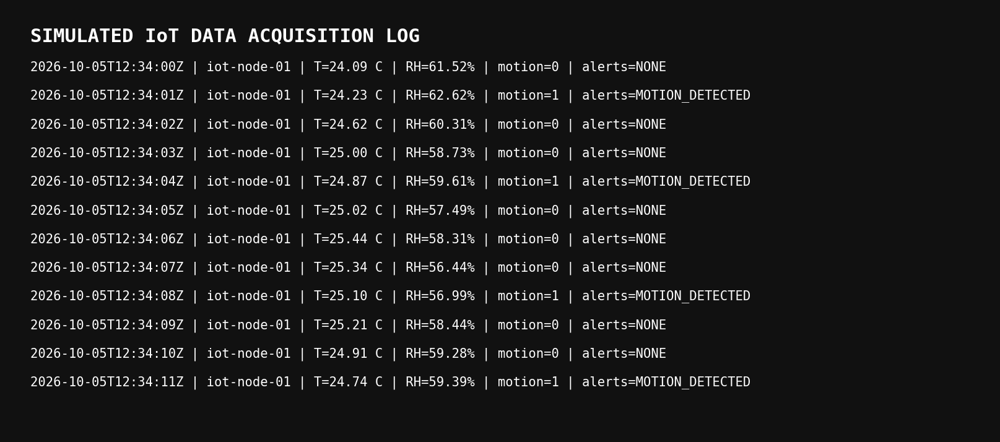 SIMULATED IoT DATA ACQUISITION LOG
2026-10-05T12:34:00Z | iot-node-01 | T=24.09 C | RH=61.52% | motion=0 | alerts=NONE
2026-10-05T12:34:01Z | iot-node-01 | T=24.23 C | RH=62.62% | motion=1 | alerts=MOTION_DETECTED
2026-10-05T12:34:02Z | iot-node-01 | T=24.62 C | RH=60.31% | motion=0 | alerts=NONE
2026-10-05T12:34:03Z | iot-node-01 | T=25.00 C | RH=58.73% | motion=0 | alerts=NONE
2026-10-05T12:34:04Z | iot-node-01 | T=24.87 C | RH=59.61% | motion=1 | alerts=MOTION_DETECTED
2026-10-05T12:34:05Z | iot-node-01 | T=25.02 C | RH=57.49% | motion=0 | alerts=NONE
2026-10-05T12:34:06Z | iot-node-01 | T=25.44 C | RH=58.31% | motion=0 | alerts=NONE
2026-10-05T12:34:07Z | iot-node-01 | T=25.34 C | RH=56.44% | motion=0 | alerts=NONE
2026-10-05T12:34:08Z | iot-node-01 | T=25.10 C | RH=56.99% | motion=1 | alerts=MOTION_DETECTED
2026-10-05T12:34:09Z | iot-node-01 | T=25.21 C | RH=58.44% | motion=0 | alerts=NONE
2026-10-05T12:34:10Z | iot-node-01 | T=24.91 C | RH=59.28% | motion=0 | alerts=NONE
2026-10-05T12:34:11Z | iot-node-01 | T=24.74 C | RH=59.39% | motion=1 | alerts=MOTION_DETECTED